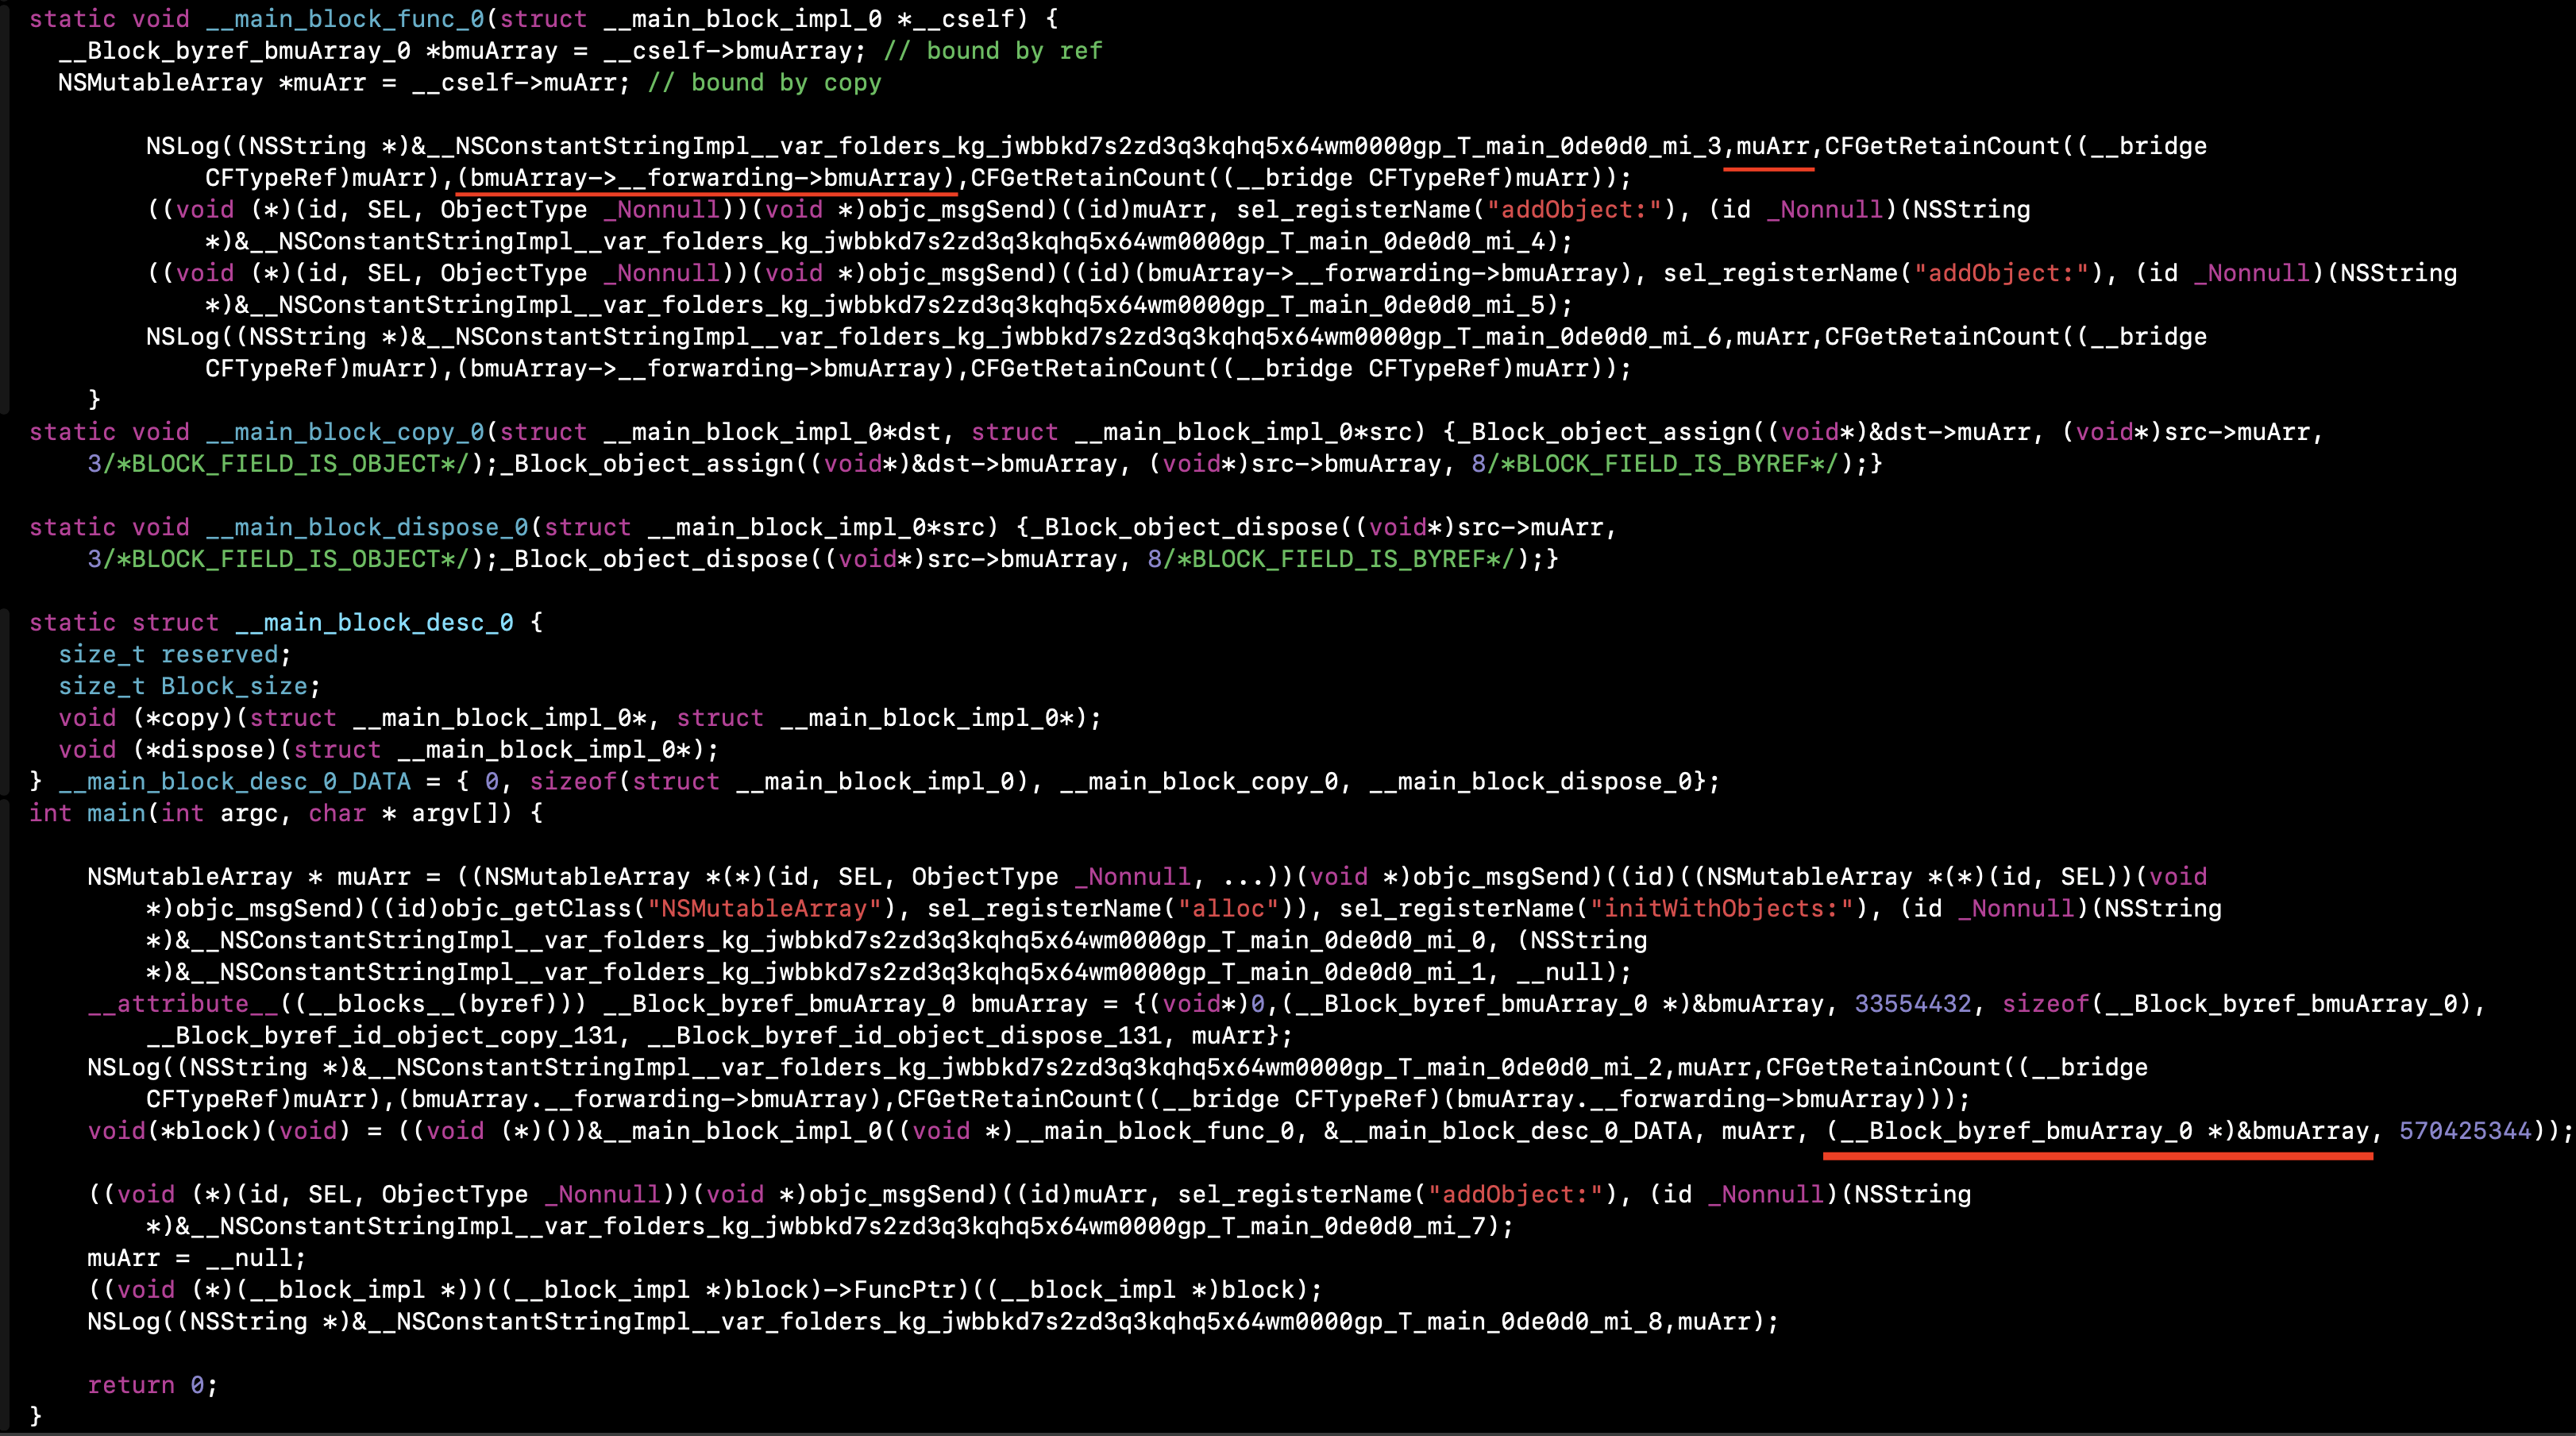 static void __main_block_func_0(struct __main_block_impl_0 *__cself) {
  __Block_byref_bmuArray_0 *bmuArray = __cself->bmuArray; // bound by ref
  NSMutableArray *muArr = __cself->muArr; // bound by copy

        NSLog((NSString *)&__NSConstantStringImpl__var_folders_kg_jwbbkd7s2zd3q3kqhq5x64wm0000gp_T_main_0de0d0_mi_3,muArr,CFGetRetainCount((__bridge
            CFTypeRef)muArr),(bmuArray->__forwarding->bmuArray),CFGetRetainCount((__bridge CFTypeRef)muArr));
        ((void (*)(id, SEL, ObjectType _Nonnull))(void *)objc_msgSend)((id)muArr, sel_registerName("addObject:"), (id _Nonnull)(NSString
            *)&__NSConstantStringImpl__var_folders_kg_jwbbkd7s2zd3q3kqhq5x64wm0000gp_T_main_0de0d0_mi_4);
        ((void (*)(id, SEL, ObjectType _Nonnull))(void *)objc_msgSend)((id)(bmuArray->__forwarding->bmuArray), sel_registerName("addObject:"), (id _Nonnull)(NSString
            *)&__NSConstantStringImpl__var_folders_kg_jwbbkd7s2zd3q3kqhq5x64wm0000gp_T_main_0de0d0_mi_5);
        NSLog((NSString *)&__NSConstantStringImpl__var_folders_kg_jwbbkd7s2zd3q3kqhq5x64wm0000gp_T_main_0de0d0_mi_6,muArr,CFGetRetainCount((__bridge
            CFTypeRef)muArr),(bmuArray->__forwarding->bmuArray),CFGetRetainCount((__bridge CFTypeRef)muArr));
    }
static void __main_block_copy_0(struct __main_block_impl_0*dst, struct __main_block_impl_0*src) {_Block_object_assign((void*)&dst->muArr, (void*)src->muArr,
    3/*BLOCK_FIELD_IS_OBJECT*/);_Block_object_assign((void*)&dst->bmuArray, (void*)src->bmuArray, 8/*BLOCK_FIELD_IS_BYREF*/);}

static void __main_block_dispose_0(struct __main_block_impl_0*src) {_Block_object_dispose((void*)src->muArr,
    3/*BLOCK_FIELD_IS_OBJECT*/);_Block_object_dispose((void*)src->bmuArray, 8/*BLOCK_FIELD_IS_BYREF*/);}

static struct __main_block_desc_0 {
  size_t reserved;
  size_t Block_size;
  void (*copy)(struct __main_block_impl_0*, struct __main_block_impl_0*);
  void (*dispose)(struct __main_block_impl_0*);
} __main_block_desc_0_DATA = { 0, sizeof(struct __main_block_impl_0), __main_block_copy_0, __main_block_dispose_0};
int main(int argc, char * argv[]) {

    NSMutableArray * muArr = ((NSMutableArray *(*)(id, SEL, ObjectType _Nonnull, ...))(void *)objc_msgSend)((id)((NSMutableArray *(*)(id, SEL))(void
        *)objc_msgSend)((id)objc_getClass("NSMutableArray"), sel_registerName("alloc")), sel_registerName("initWithObjects:"), (id _Nonnull)(NSString
        *)&__NSConstantStringImpl__var_folders_kg_jwbbkd7s2zd3q3kqhq5x64wm0000gp_T_main_0de0d0_mi_0, (NSString
        *)&__NSConstantStringImpl__var_folders_kg_jwbbkd7s2zd3q3kqhq5x64wm0000gp_T_main_0de0d0_mi_1, __null);
    __attribute__((__blocks__(byref))) __Block_byref_bmuArray_0 bmuArray = {(void*)0,(__Block_byref_bmuArray_0 *)&bmuArray, 33554432, sizeof(__Block_byref_bmuArray_0),
        __Block_byref_id_object_copy_131, __Block_byref_id_object_dispose_131, muArr};
    NSLog((NSString *)&__NSConstantStringImpl__var_folders_kg_jwbbkd7s2zd3q3kqhq5x64wm0000gp_T_main_0de0d0_mi_2,muArr,CFGetRetainCount((__bridge
        CFTypeRef)muArr),(bmuArray.__forwarding->bmuArray),CFGetRetainCount((__bridge CFTypeRef)(bmuArray.__forwarding->bmuArray)));
    void(*block)(void) = ((void (*)())&__main_block_impl_0((void *)__main_block_func_0, &__main_block_desc_0_DATA, muArr, (__Block_byref_bmuArray_0 *)&bmuArray, 570425344));

    ((void (*)(id, SEL, ObjectType _Nonnull))(void *)objc_msgSend)((id)muArr, sel_registerName("addObject:"), (id _Nonnull)(NSString
        *)&__NSConstantStringImpl__var_folders_kg_jwbbkd7s2zd3q3kqhq5x64wm0000gp_T_main_0de0d0_mi_7);
    muArr = __null;
    ((void (*)(__block_impl *))((__block_impl *)block)->FuncPtr)((__block_impl *)block);
    NSLog((NSString *)&__NSConstantStringImpl__var_folders_kg_jwbbkd7s2zd3q3kqhq5x64wm0000gp_T_main_0de0d0_mi_8,muArr);

    return 0;
}